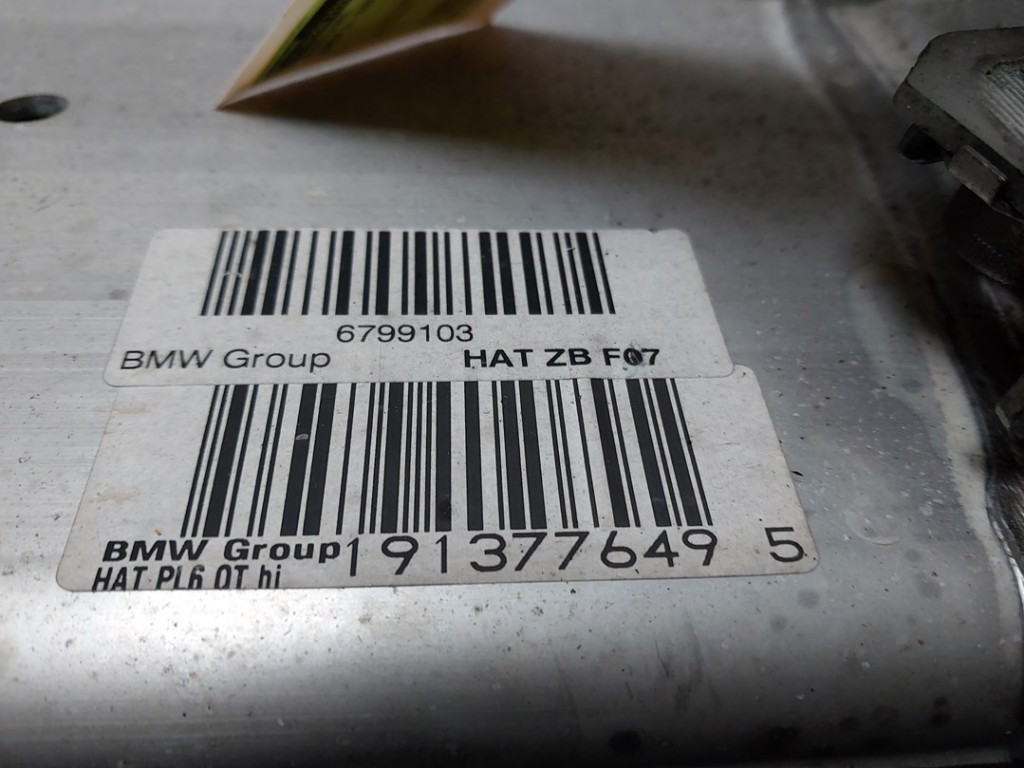 6799103
BMW Group HAT ZB F07
BMW Group 191377649 5
HAT PL6 OT hi